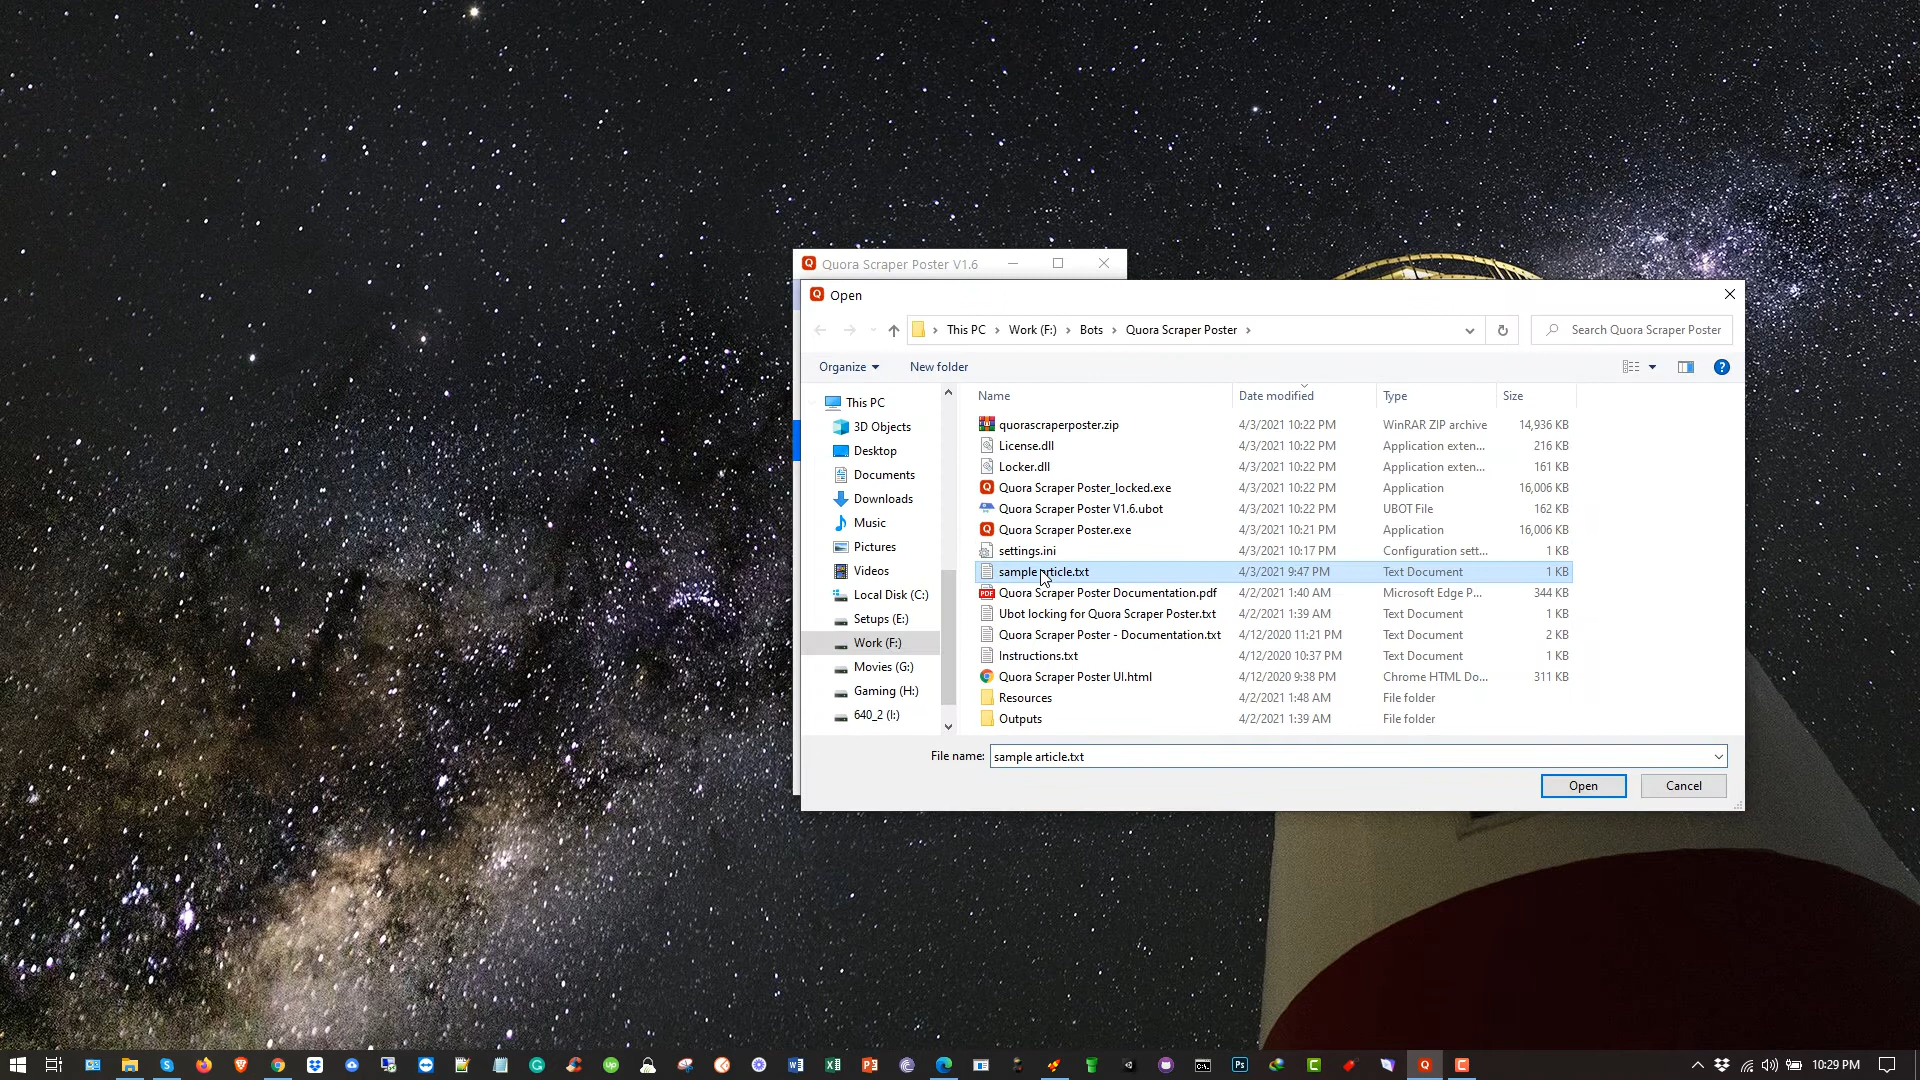 Quora Scraper Poster V1.6
Open
This PC > Work (F:) > Bots > Quora Scraper Poster >
Search Quora Scraper Poster
Organize
New folder
Name Date modified Type Size
This PC
3D Objects
Desktop
Documents
Downloads
Music
Pictures
Videos
Local Disk (C:)
Setups (E:)
Work (F:)
Movies (G:)
Gaming (H:)
640_2 (I:)
quorascraperposter.zip 4/3/2021 10:22 PM WinRAR ZIP archive 14,936 KB
License.dll 4/3/2021 10:22 PM Application exten... 216 KB
Locker.dll 4/3/2021 10:22 PM Application exten... 161 KB
Quora Scraper Poster_locked.exe 4/3/2021 10:22 PM Application 16,006 KB
Quora Scraper Poster V1.6.ubot 4/3/2021 10:22 PM UBOT File 162 KB
Quora Scraper Poster.exe 4/3/2021 10:21 PM Application 16,006 KB
settings.ini 4/3/2021 10:17 PM Configuration sett... 1 KB
sample article.txt 4/3/2021 9:47 PM Text Document 1 KB
Quora Scraper Poster Documentation.pdf 4/2/2021 1:40 AM Microsoft Edge P... 344 KB
Ubot locking for Quora Scraper Poster.txt 4/2/2021 1:39 AM Text Document 1 KB
Quora Scraper Poster - Documentation.txt 4/12/2020 11:21 PM Text Document 2 KB
Instructions.txt 4/12/2020 10:37 PM Text Document 1 KB
Quora Scraper Poster UI.html 4/12/2020 9:38 PM Chrome HTML Do... 311 KB
Resources 4/2/2021 1:48 AM File folder
Outputs 4/2/2021 1:39 AM File folder
File name: sample article.txt
Open
Cancel
10:29 PM